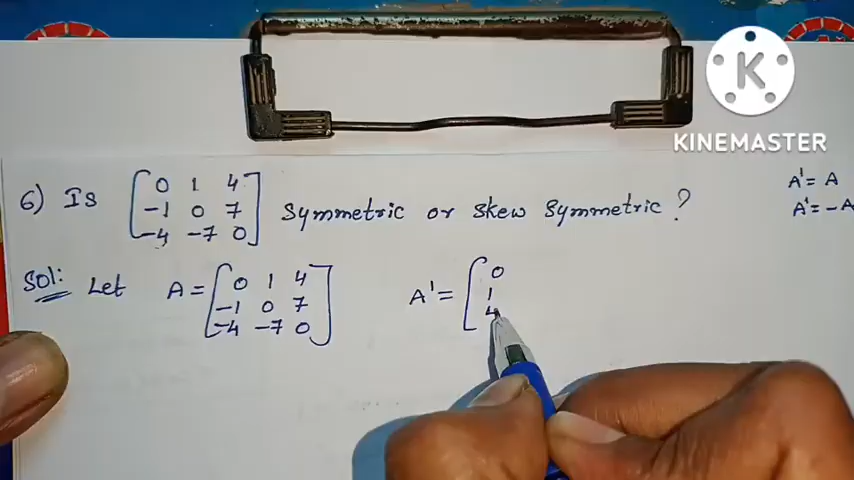 K
KINEMASTER
6) Is [0 1 4
-1 0 7
-4 -7 0] Symmetric or Skew Symmetric ?
A' = A
A' = - A
Sol: Let A = [0 1 4
-1 0 7
-4 -7 0]
A' = [0
1
4